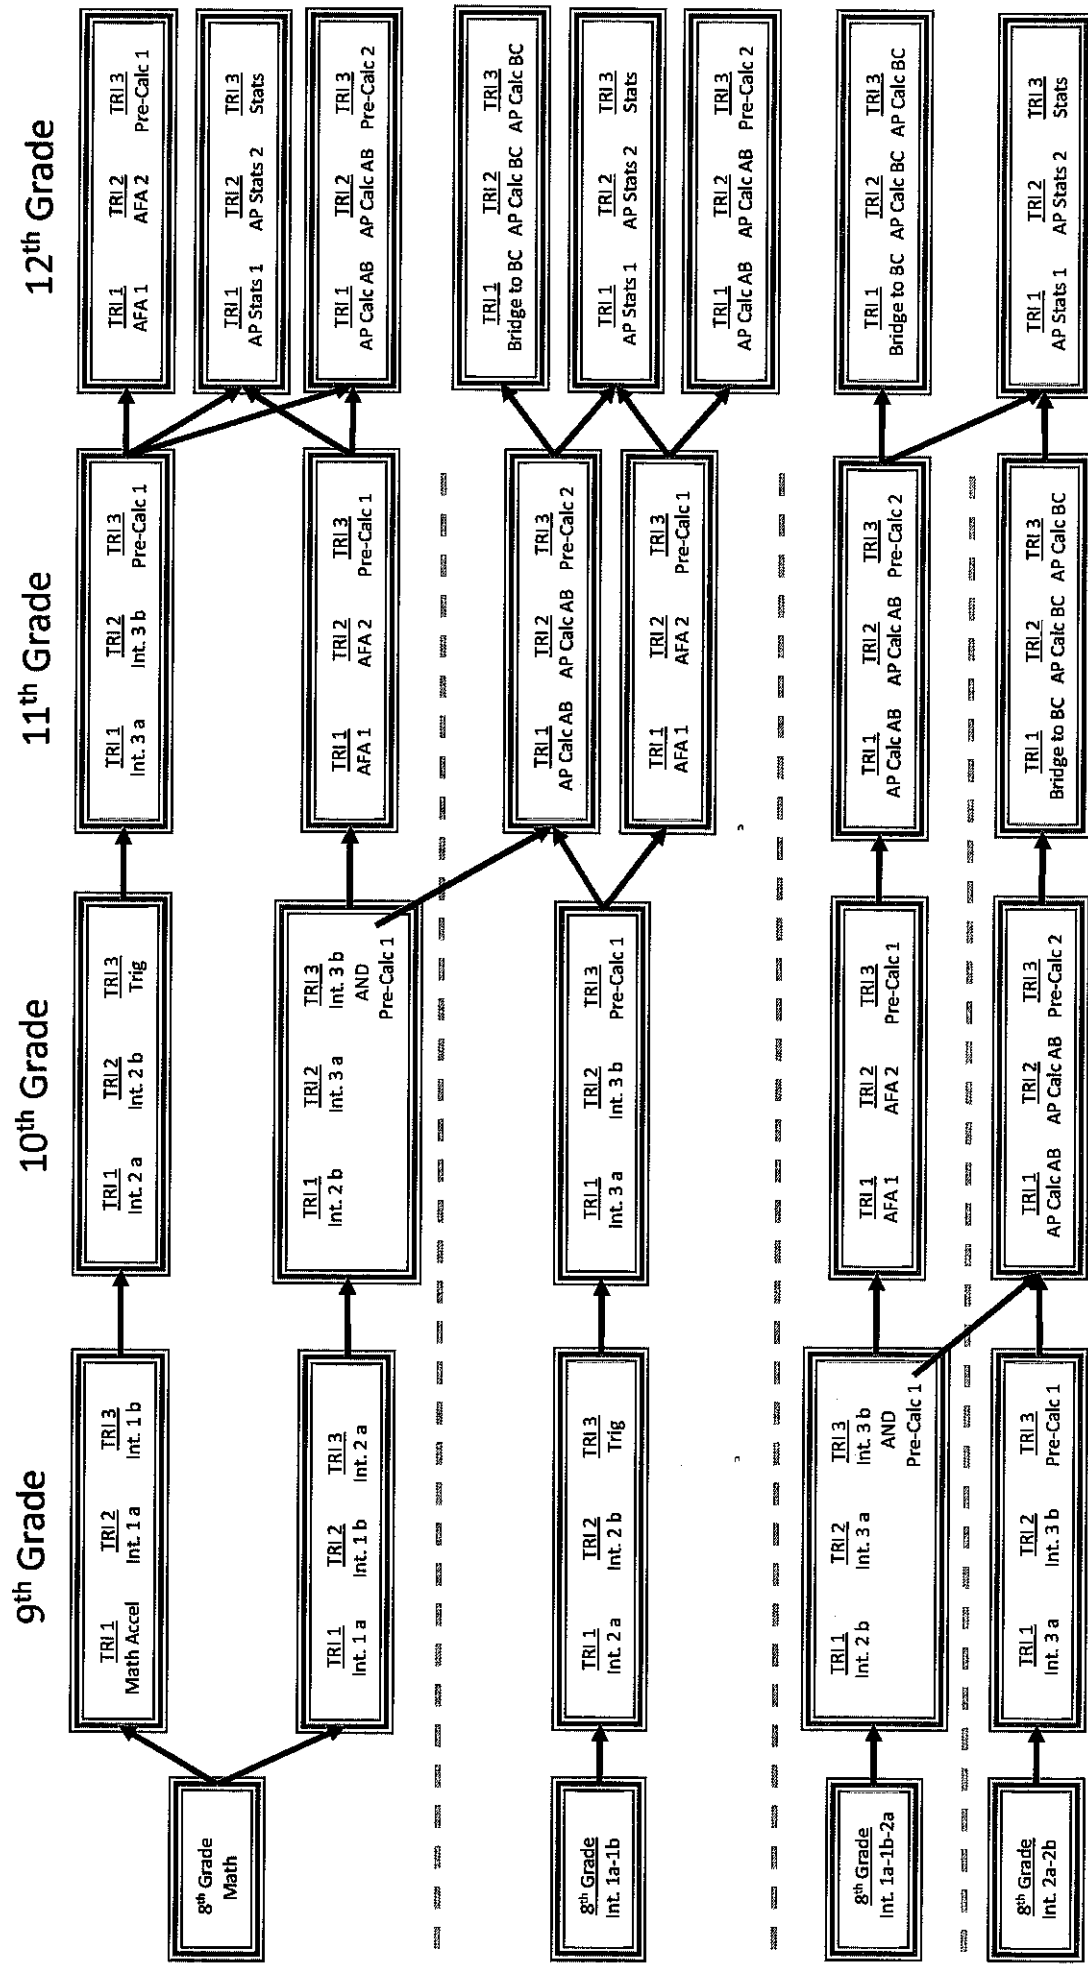 9th Grade
10th Grade
11th Grade
12th Grade
8th Grade
Math
TRI 1
Math Accel
TRI 2
Int. 1 a
TRI 3
Int. 1 b
TRI 1
Int. 2 a
TRI 2
Int. 2 b
TRI 3
Trig
TRI 1
Int. 3 a
TRI 2
Int. 3 b
TRI 3
Pre-Calc 1
TRI 1
AFA 1
TRI 2
AFA 2
TRI 3
Pre-Calc 1
TRI 1
AP Stats 1
TRI 2
AP Stats 2
TRI 3
Stats
TRI 1
Int. 1 a
TRI 2
Int. 1 b
TRI 3
Int. 2 a
TRI 1
Int. 2 b
TRI 2
Int. 3 a
TRI 3
Int. 3 b
AND
Pre-Calc 1
TRI 1
AFA 1
TRI 2
AFA 2
TRI 3
Pre-Calc 1
TRI 1
AP Calc AB
TRI 2
AP Calc AB
TRI 3
Pre-Calc 2
8th Grade
Int. 1a-1b
TRI 1
Int. 2 a
TRI 2
Int. 2 b
TRI 3
Trig
TRI 1
Int. 3 a
TRI 2
Int. 3 b
TRI 3
Pre-Calc 1
TRI 1
AP Calc AB
TRI 2
AP Calc AB
TRI 3
Pre-Calc 2
TRI 1
AFA 1
TRI 2
AFA 2
TRI 3
Pre-Calc 1
TRI 1
Bridge to BC
TRI 2
AP Calc BC
TRI 3
AP Calc BC
TRI 1
AP Stats 1
TRI 2
AP Stats 2
TRI 3
Stats
TRI 1
AP Calc AB
TRI 2
AP Calc AB
TRI 3
Pre-Calc 2
8th Grade
Int. 1a-1b-2a
TRI 1
Int. 2 b
TRI 2
Int. 3 a
TRI 3
Int. 3 b
AND
Pre-Calc 1
TRI 1
AFA 1
TRI 2
AFA 2
TRI 3
Pre-Calc 1
TRI 1
AP Calc AB
TRI 2
AP Calc AB
TRI 3
Pre-Calc 2
TRI 1
Bridge to BC
TRI 2
AP Calc BC
TRI 3
AP Calc BC
8th Grade
Int. 2a-2b
TRI 1
Int. 3 a
TRI 2
Int. 3 b
TRI 3
Pre-Calc 1
TRI 1
AP Calc AB
TRI 2
AP Calc AB
TRI 3
Pre-Calc 2
TRI 1
Bridge to BC
TRI 2
AP Calc BC
TRI 3
AP Calc BC
TRI 1
AP Stats 1
TRI 2
AP Stats 2
TRI 3
Stats